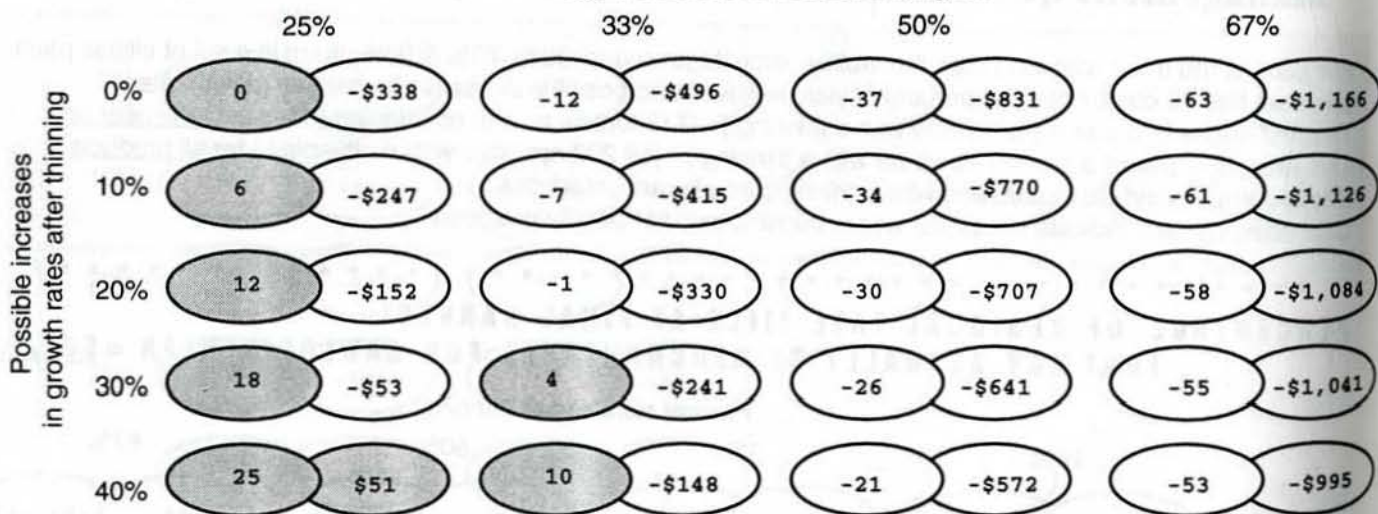 25% 33% 50% 67%
Possible increases
in growth rates after thinning
0% 0 -$338 -12 -$496 -37 -$831 -63 -$1,166
10% 6 -$247 -7 -$415 -34 -$770 -61 -$1,126
20% 12 -$152 -1 -$330 -30 -$707 -58 -$1,084
30% 18 -$53 4 -$241 -26 -$641 -55 -$1,041
40% 25 $51 10 -$148 -21 -$572 -53 -$995